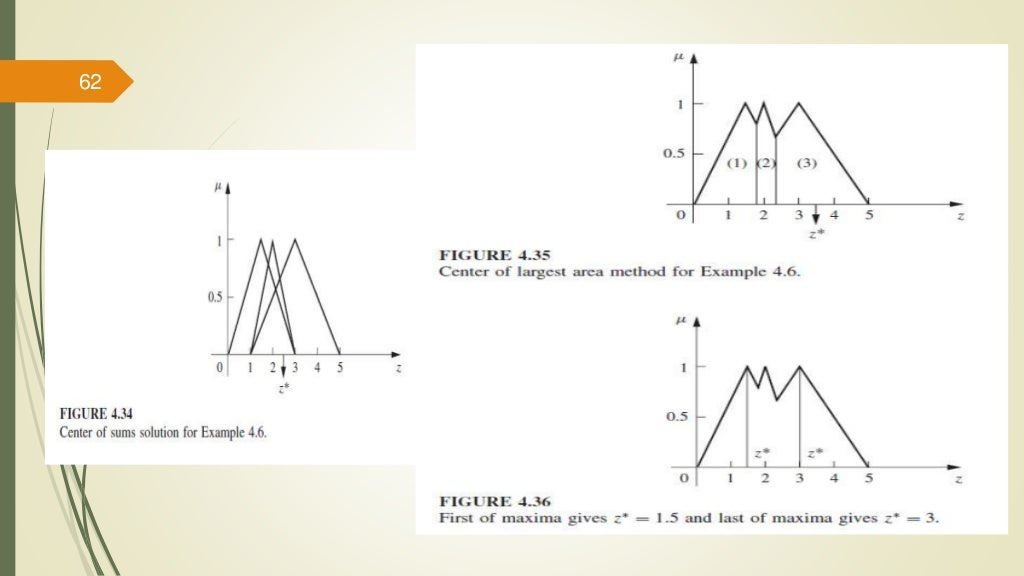 62
μ
1
0.5
0 1 2 3 4 5 z
z*
FIGURE 4.34
Center of sums solution for Example 4.6.
μ
1
0.5
(1) (2) (3)
0 1 2 3 4 5 z
z*
FIGURE 4.35
Center of largest area method for Example 4.6.
μ
1
0.5
z* z*
0 1 2 3 4 5 z
FIGURE 4.36
First of maxima gives z* = 1.5 and last of maxima gives z* = 3.